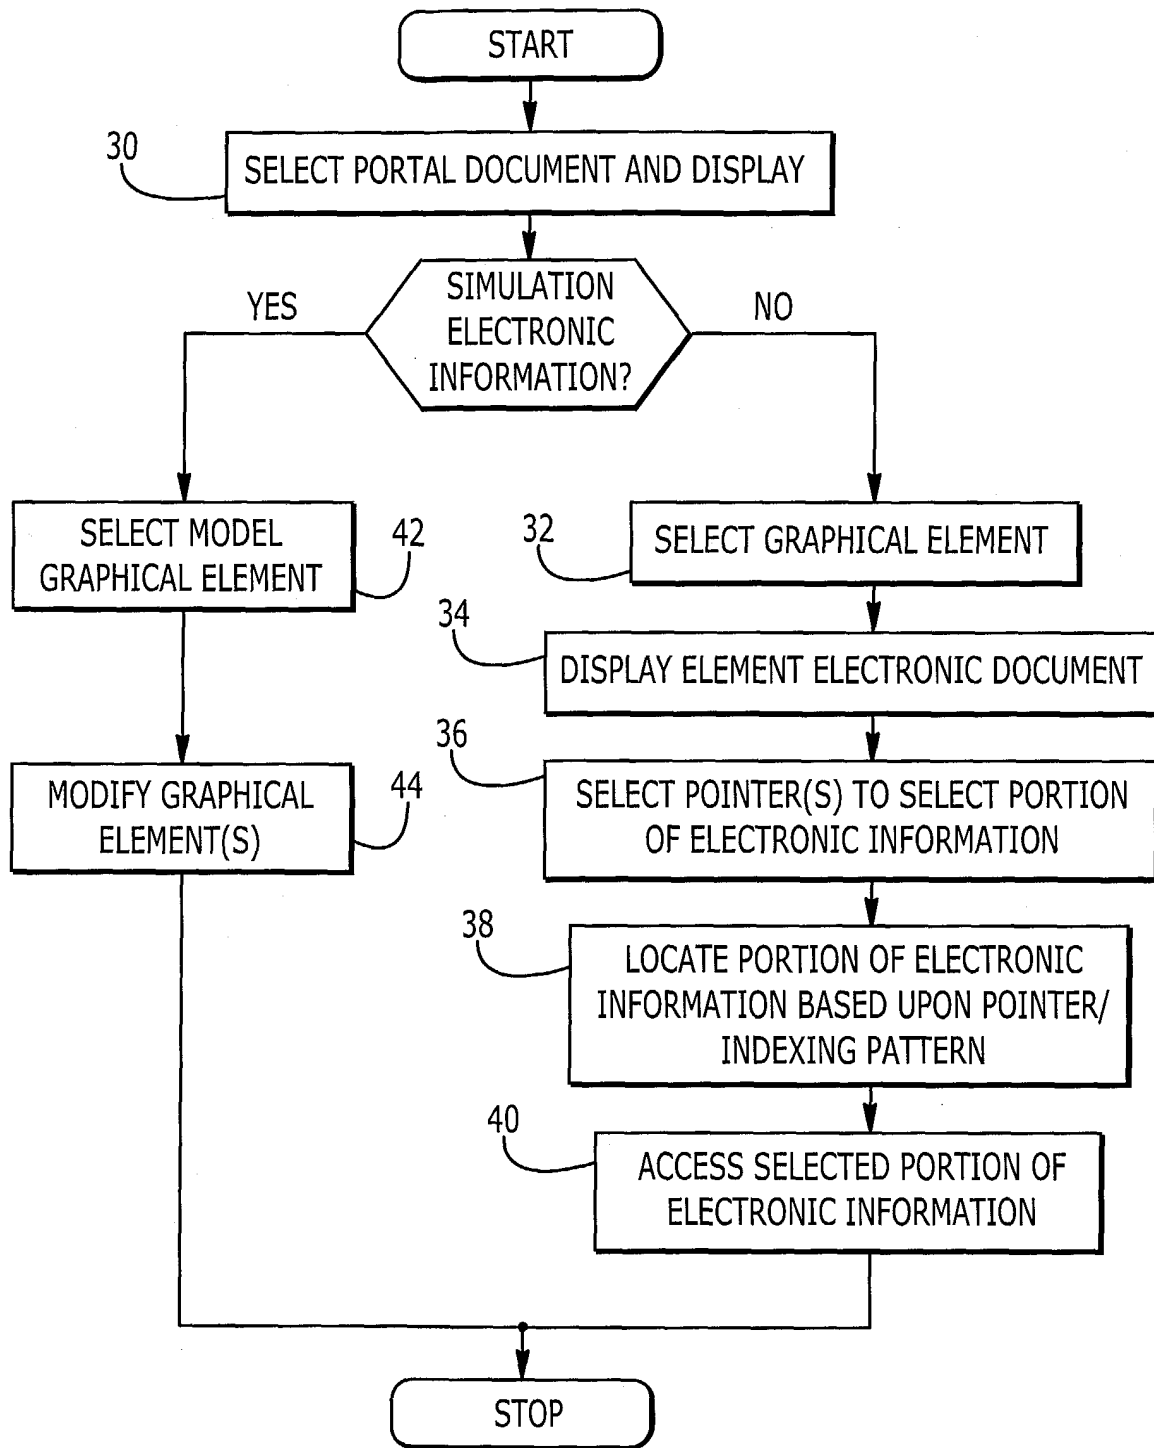 START
30
SELECT PORTAL DOCUMENT AND DISPLAY
SIMULATION
ELECTRONIC
INFORMATION?
YES
NO
SELECT MODEL
GRAPHICAL ELEMENT
42
32
SELECT GRAPHICAL ELEMENT
34
DISPLAY ELEMENT ELECTRONIC DOCUMENT
MODIFY GRAPHICAL
ELEMENT(S)
44
36
SELECT POINTER(S) TO SELECT PORTION
OF ELECTRONIC INFORMATION
38
LOCATE PORTION OF ELECTRONIC
INFORMATION BASED UPON POINTER/
INDEXING PATTERN
40
ACCESS SELECTED PORTION OF
ELECTRONIC INFORMATION
STOP